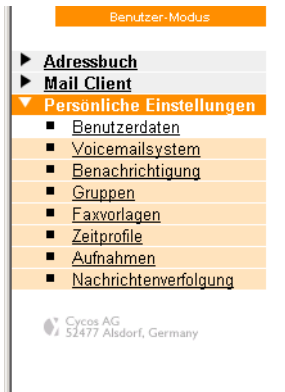 Benutzer-Modus
Adressbuch
Mail Client
Persönliche Einstellungen
Benutzerdaten
Voicemailsystem
Benachrichtigung
Gruppen
Faxvorlagen
Zeitprofile
Aufnahmen
Nachrichtenverfolgung
Cycos AG
52477 Alsdorf, Germany